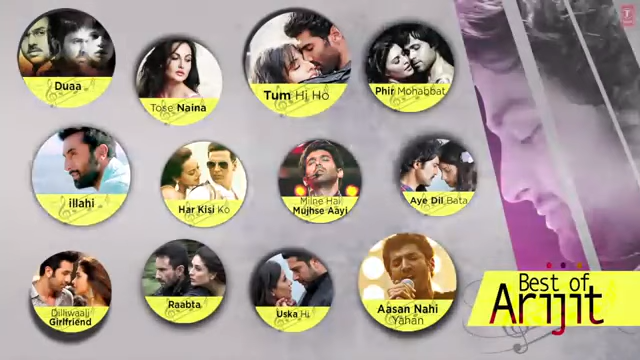 Duaa
Tose Naina
Tum Hi Ho
Phir Mohabbat
illahi
Har Kisi Ko
Milne Hai
Mujhse Aayi
Aye Dil Bata
Dilliwaali
Girlfriend
Raabta
Uska Hi
Aasan Nahi
Yahan
Best of
Arijit